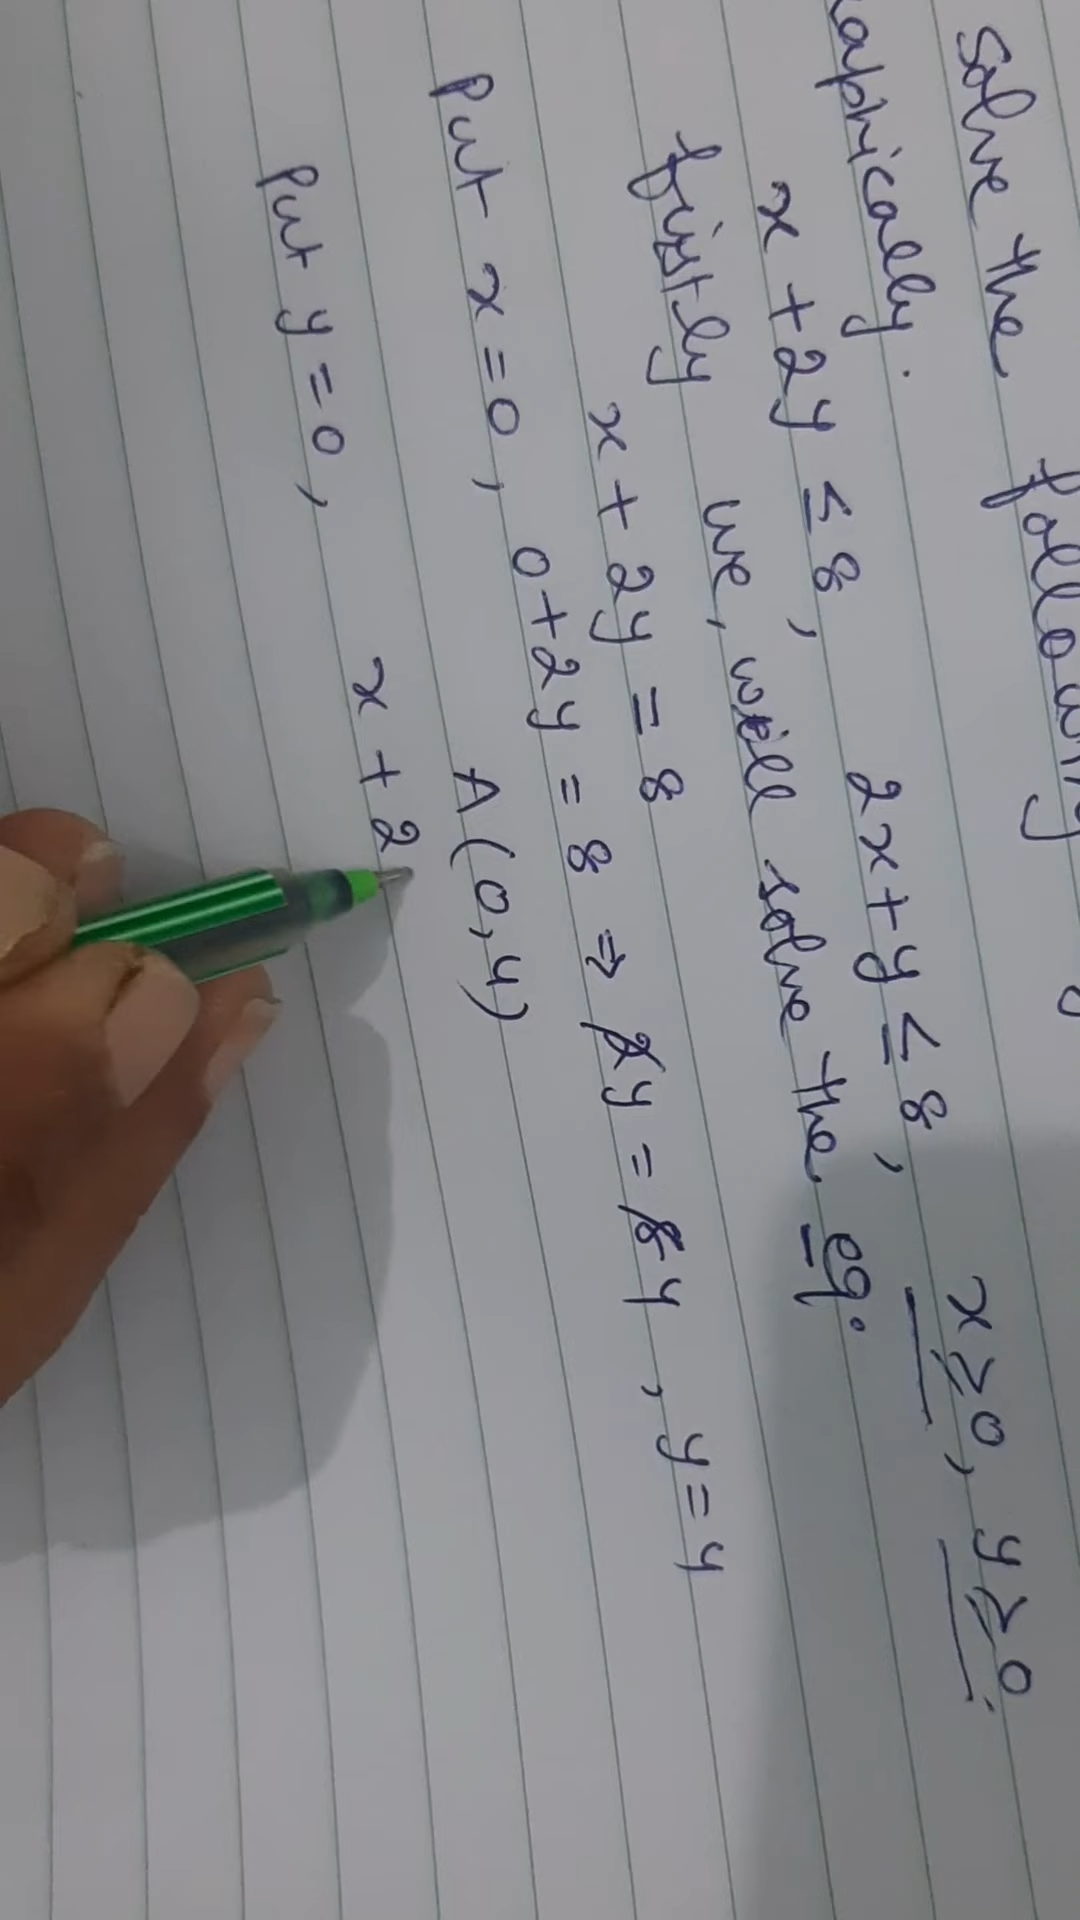 Solve the following
graphically.
x + 2y ≤ 8, 2x + y ≤ 8, x ≥ 0, y ≥ 0
firstly we, will solve the eq.
x + 2y = 8
Put x = 0, 0 + 2y = 8 ⇒ 2y = 8 4, y = 4
A (0, 4)
Put y = 0, x + 2